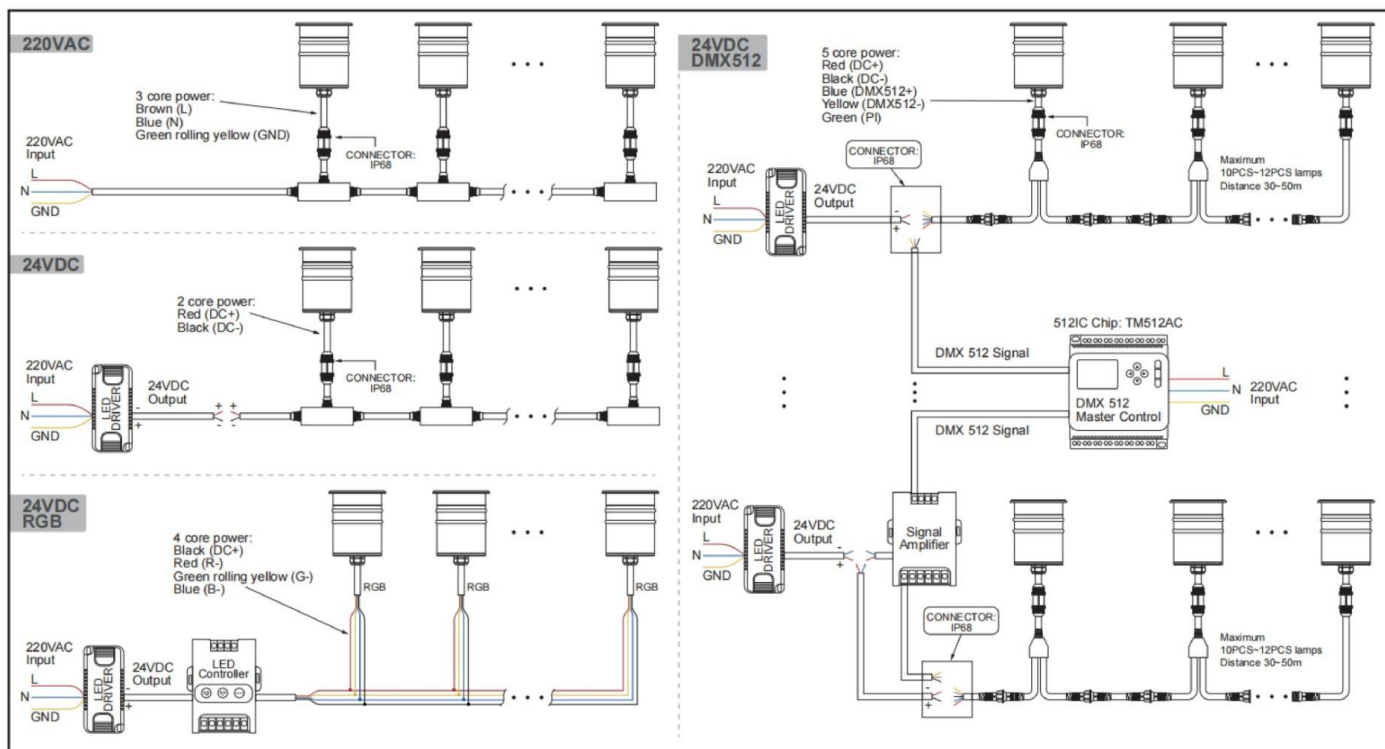 220VAC
3 core power:
Brown (L)
Blue (N)
Green rolling yellow (GND)
220VAC
Input
L
N
GND
CONNECTOR:
IP68
24VDC
2 core power:
Red (DC+)
Black (DC-)
220VAC
Input
L
N
GND
LED
DRIVER
24VDC
Output
-
+
+
-
+
-
CONNECTOR:
IP68
24VDC
RGB
4 core power:
Black (DC+)
Red (R-)
Green rolling yellow (G-)
Blue (B-)
RGB
RGB
RGB
220VAC
Input
L
N
GND
LED
DRIVER
24VDC
Output
-
+
LED
Controller
24VDC
DMX512
5 core power:
Red (DC+)
Black (DC-)
Blue (DMX512+)
Yellow (DMX512-)
Green (PI)
CONNECTOR:
IP68
CONNECTOR:
IP68
220VAC
Input
L
N
GND
LED
DRIVER
24VDC
Output
-
+
Maximum
10PCS~12PCS lamps
Distance 30~50m
512IC Chip: TM512AC
DMX 512 Signal
DMX 512
Master Control
L
N
GND
220VAC
Input
DMX 512 Signal
220VAC
Input
L
N
GND
LED
DRIVER
24VDC
Output
-
+
Signal
Amplifier
CONNECTOR:
IP68
-
+
Maximum
10PCS~12PCS lamps
Distance 30~50m